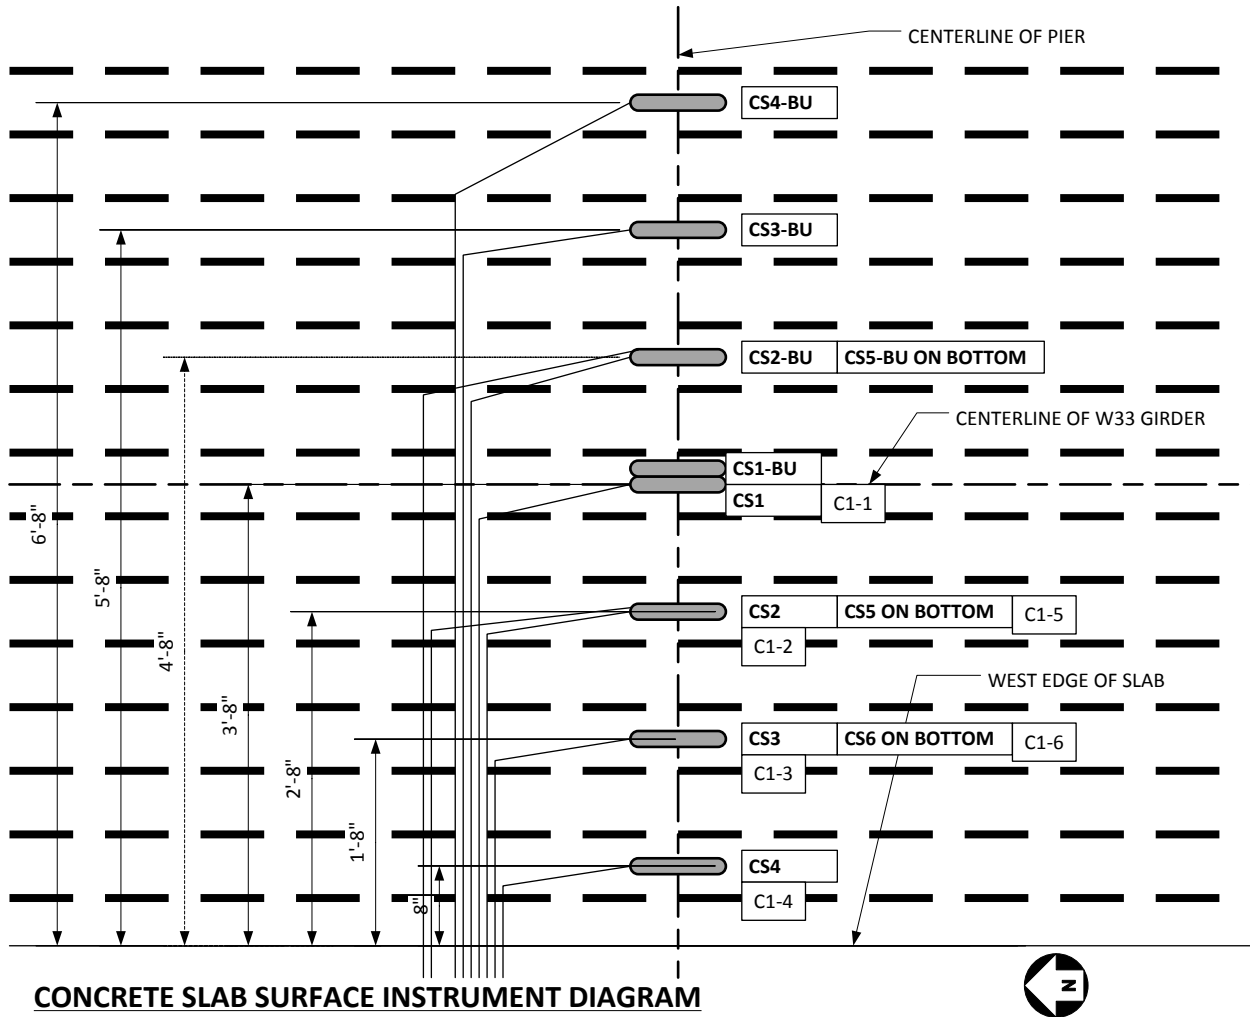 CENTERLINE OF PIER
CS4-BU
CS3-BU
CS2-BU CS5-BU ON BOTTOM
CENTERLINE OF W33 GIRDER
CS1-BU
CS1 C1-1
6'-8"
5'-8"
4'-8"
CS2 CS5 ON BOTTOM C1-5
C1-2
WEST EDGE OF SLAB
3'-8"
CS3 CS6 ON BOTTOM C1-6
C1-3
2'-8"
1'-8"
CS4
8"
C1-4
CONCRETE SLAB SURFACE INSTRUMENT DIAGRAM
N